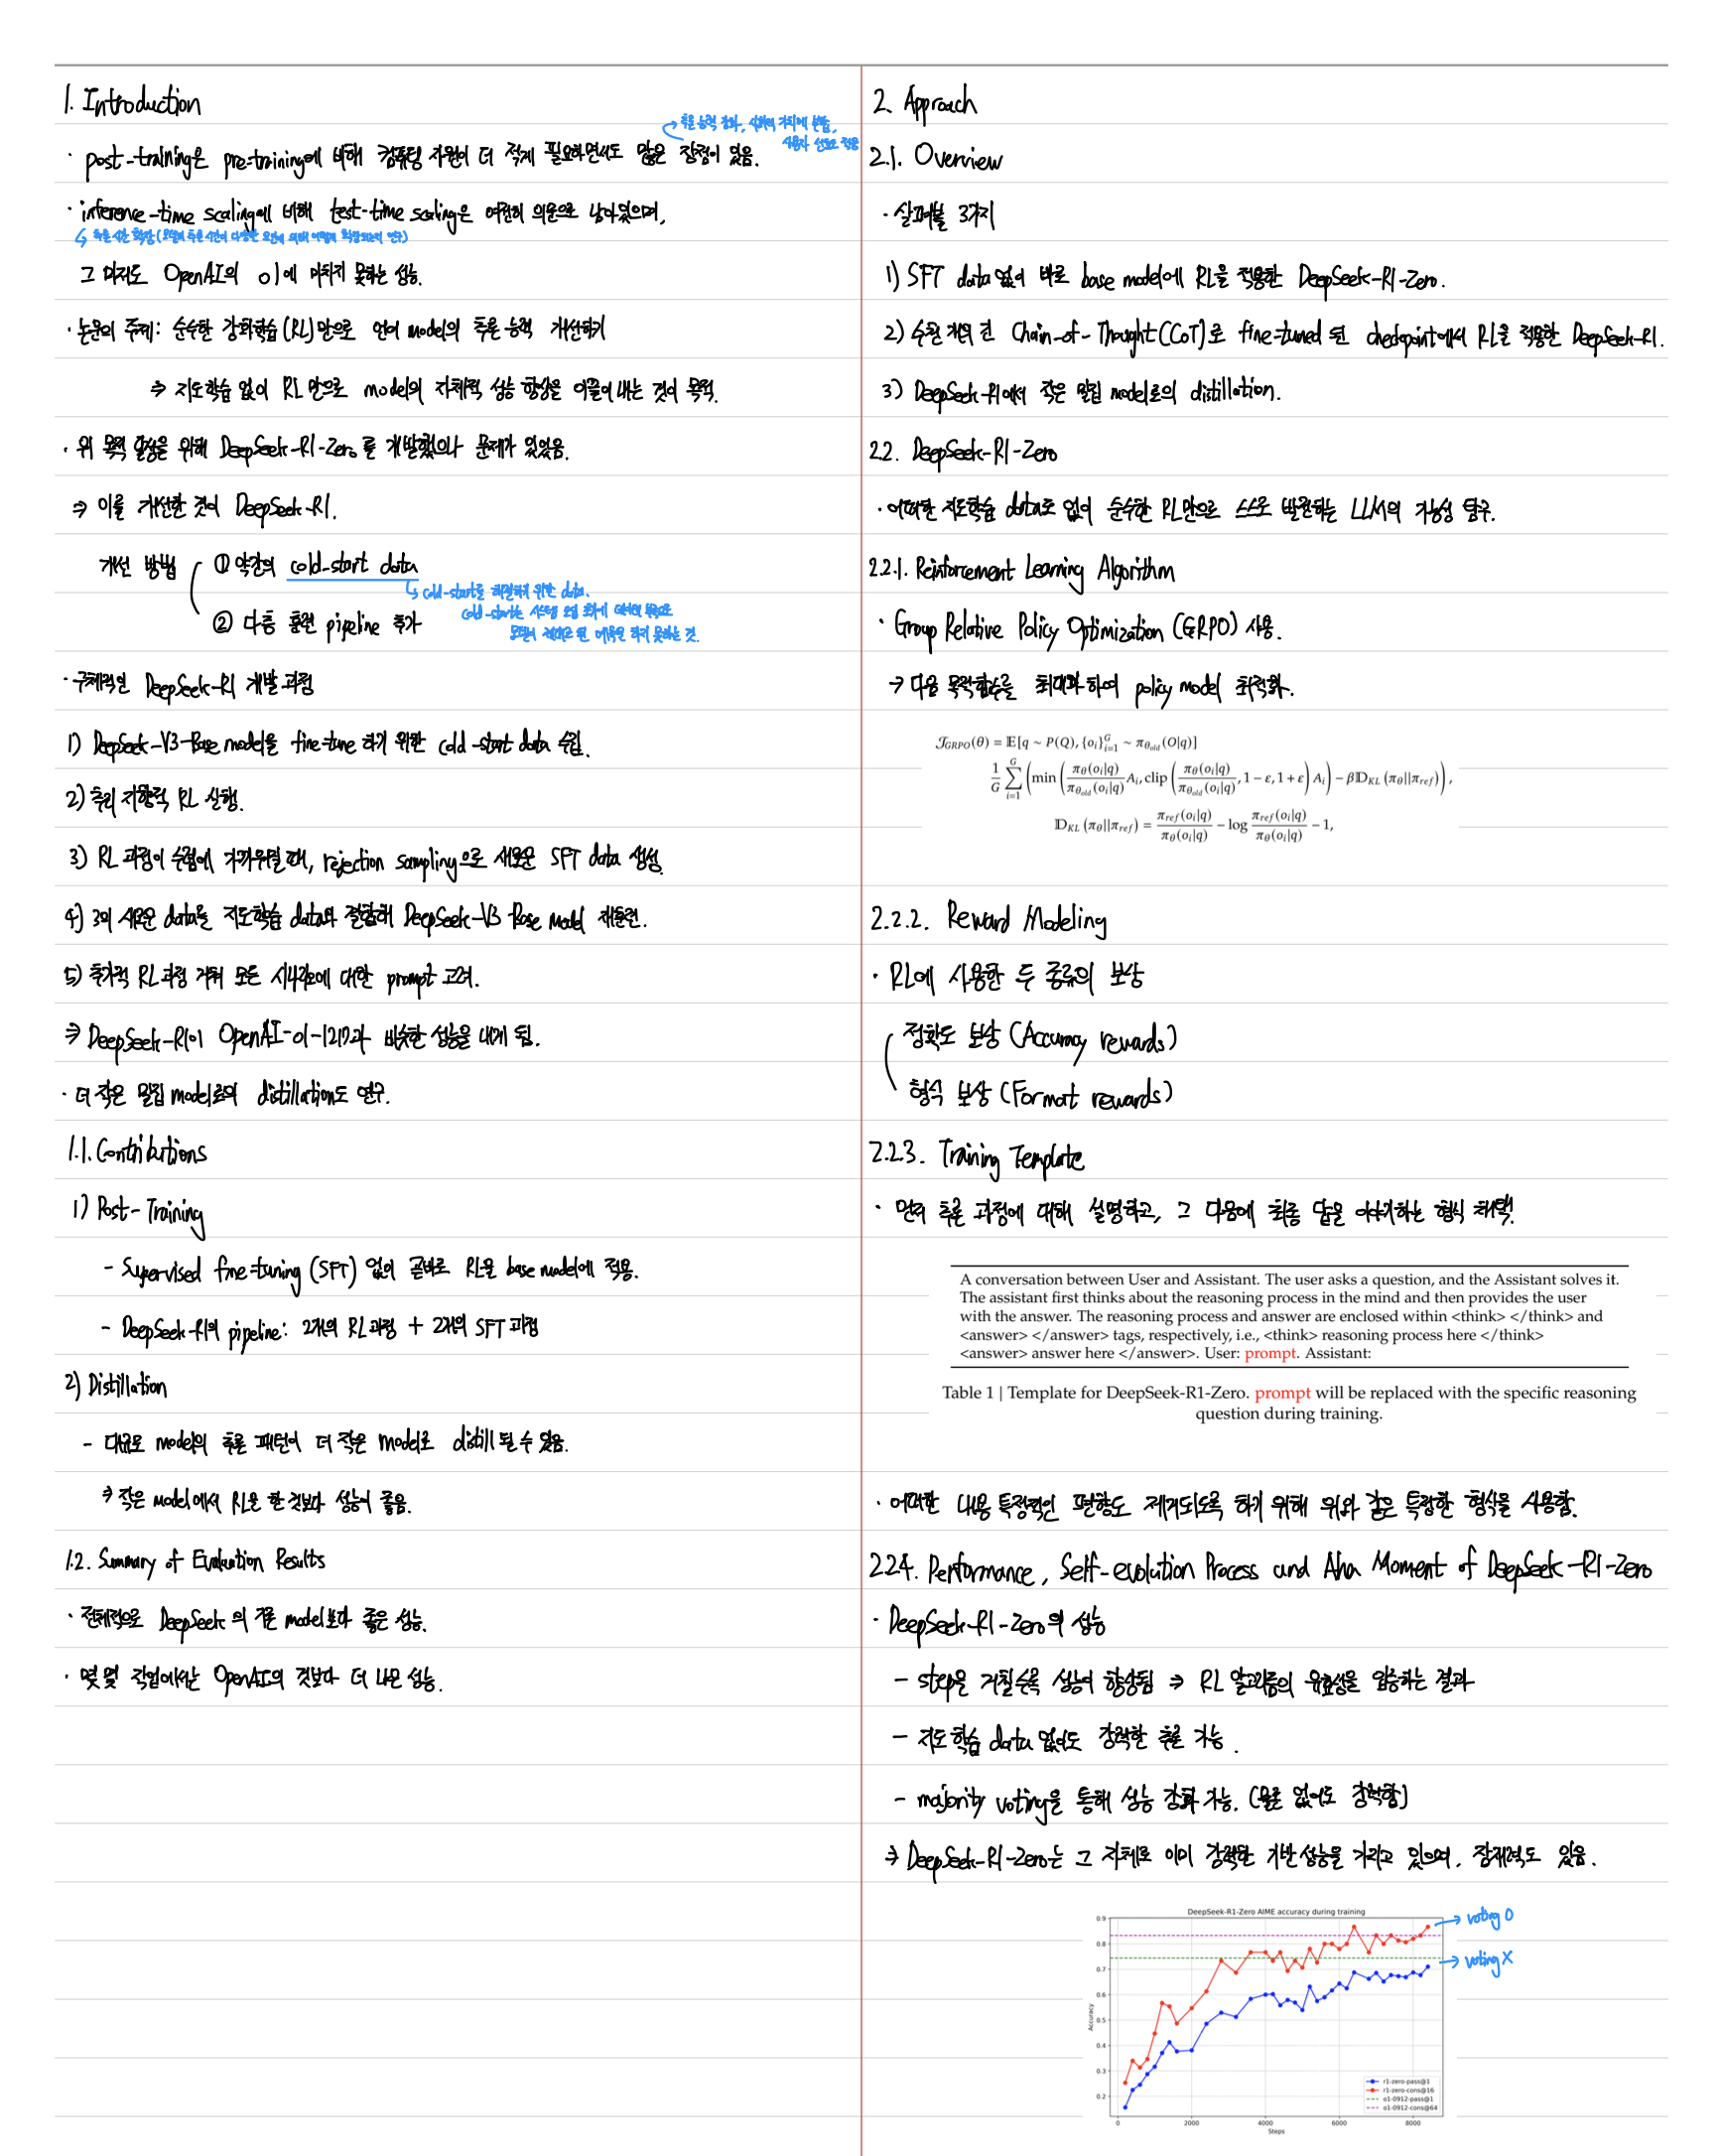 1. Introduction
· post-training은 pre-training에 비해 컴퓨팅 자원이 더 적게 필요하면서도 많은 장점이 있음.
추론 능력 강화, 사회적 가치에 부합,
사용자 선호도 적응
· inference-time scaling에 비해 test-time scaling은 여전히 의문으로 남아있으며,
추론 시간 확장 (모델의 추론 시간이 다양한 요인에 의해 어떻게 확장되는지 연구)
그 마저도 OpenAI의 o1에 미치지 못하는 성능.
· 논문의 주제: 순수한 강화학습(RL)만으로 언어 model의 추론 능력 개선하기
⇒ 지도학습 없이 RL만으로 model의 자체적 성능 향상을 이끌어내는 것이 목적.
· 위 목적 달성을 위해 DeepSeek-R1-Zero를 개발했으나 문제가 있었음.
⇒ 이를 개선한 것이 DeepSeek-R1.
개선 방법 ① 약간의 cold-start data
cold-start를 해결하기 위한 data.
cold-start는 시스템 도입 초기에 데이터 부족으로
모델이 제대로 된 예측을 하지 못하는 것.
② 다층 훈련 pipeline 추가
· 구체적인 DeepSeek-R1 개발 과정
1) DeepSeek-V3-Base model을 fine-tune 하기 위한 cold-start data 수집.
2) 추리 지향적 RL 실행.
3) RL 과정이 수렴에 가까워질 때, rejection sampling으로 새로운 SFT data 생성.
4) 3의 새로운 data를 지도학습 data와 결합해 DeepSeek-V3-Base Model 재훈련.
5) 추가적 RL 과정 거쳐 모든 시나리오에 대한 prompt 고려.
⇒ DeepSeek-R1이 OpenAI-o1-1217과 비슷한 성능을 내게 됨.
· 더 작은 밀집 model로의 distillation도 연구.
1.1. Contributions
1) Post-Training
- Supervised fine-tuning (SFT) 없이 곧바로 RL을 base model에 적용.
- DeepSeek-R1의 pipeline: 2개의 RL과정 + 2개의 SFT 과정
2) Distillation
- 대규모 model의 추론 패턴이 더 작은 model로 distill 될 수 있음.
⇒ 작은 model에서 RL을 한 것보다 성능이 좋음.
1.2. Summary of Evaluation Results
· 전체적으로 DeepSeek의 기존 model보다 좋은 성능.
· 몇 몇 작업에서는 OpenAI의 것보다 더 나은 성능.
2. Approach
2.1. Overview
· 살펴볼 3가지
1) SFT data 없이 바로 base model에 RL을 적용한 DeepSeek-R1-Zero.
2) 수천 개의 긴 Chain-of-Thought(CoT)로 fine-tuned 된 checkpoint에서 RL을 적용한 DeepSeek-R1.
3) DeepSeek-R1에서 작은 밀집 model로의 distillation.
2.2. DeepSeek-R1-Zero
· 어떠한 지도학습 data도 없이 순수한 RL만으로 스스로 발전하는 LLM의 가능성 탐구.
2.2.1. Reinforcement Learning Algorithm
· Group Relative Policy Optimization (GRPO) 사용.
→ 다음 목적함수를 최대화 하여 policy model 최적화.
𝒥_GRPO(θ) = 𝔼[q ~ P(Q), {o_i}_{i=1}^G ~ π_{θ_old}(O|q)]
1/G ∑_{i=1}^G (min (π_θ(o_i|q)/π_{θ_old}(o_i|q) A_i, clip (π_θ(o_i|q)/π_{θ_old}(o_i|q), 1 − ε, 1 + ε) A_i) − β𝔻_KL (π_θ||π_ref)),
𝔻_KL (π_θ||π_ref) = π_ref(o_i|q)/π_θ(o_i|q) − log π_ref(o_i|q)/π_θ(o_i|q) − 1,
2.2.2. Reward Modeling
· RL에 사용한 두 종류의 보상
정확도 보상 (Accuracy rewards)
형식 보상 (Format rewards)
2.2.3. Training Template
· 먼저 추론 과정에 대해 설명하고, 그 다음에 최종 답을 이야기하는 형식 채택.
A conversation between User and Assistant. The user asks a question, and the Assistant solves it.
The assistant first thinks about the reasoning process in the mind and then provides the user
with the answer. The reasoning process and answer are enclosed within <think> </think> and
<answer> </answer> tags, respectively, i.e., <think> reasoning process here </think>
<answer> answer here </answer>. User: prompt. Assistant:
Table 1 | Template for DeepSeek-R1-Zero. prompt will be replaced with the specific reasoning
question during training.
· 어떠한 내용 특정적인 편향도 제거되도록 하기 위해 위와 같은 특정한 형식을 사용함.
2.2.4. Performance, Self-evolution Process and Aha Moment of DeepSeek-R1-Zero
· DeepSeek-R1-Zero의 성능
- step을 거칠수록 성능이 향상됨 ⇒ RL 알고리즘의 유효성을 입증하는 결과
- 지도학습 data 없이도 강력한 추론 가능.
- majority voting을 통해 성능 강화 가능. (물론 없어도 강력함)
⇒ DeepSeek-R1-Zero는 그 자체로 이미 강력한 기반 성능을 가지고 있으며, 잠재력도 있음.
DeepSeek-R1-Zero AIME accuracy during training
voting O
voting X
0.9
0.8
0.7
0.6
0.5
0.4
0.3
0.2
Accuracy
r1-zero-pass@1
r1-zero-cons@16
o1-0912-pass@1
o1-0912-cons@64
0 2000 4000 6000 8000
Steps